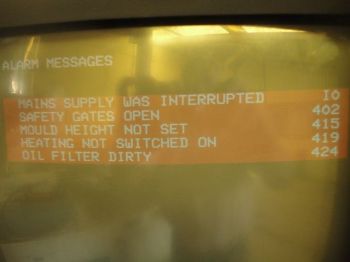 ALARM MESSAGES
MAINS SUPPLY WAS INTERRUPTED IO
SAFETY GATES OPEN 402
MOULD HEIGHT NOT SET 415
HEATING NOT SWITCHED ON 419
OIL FILTER DIRTY 424